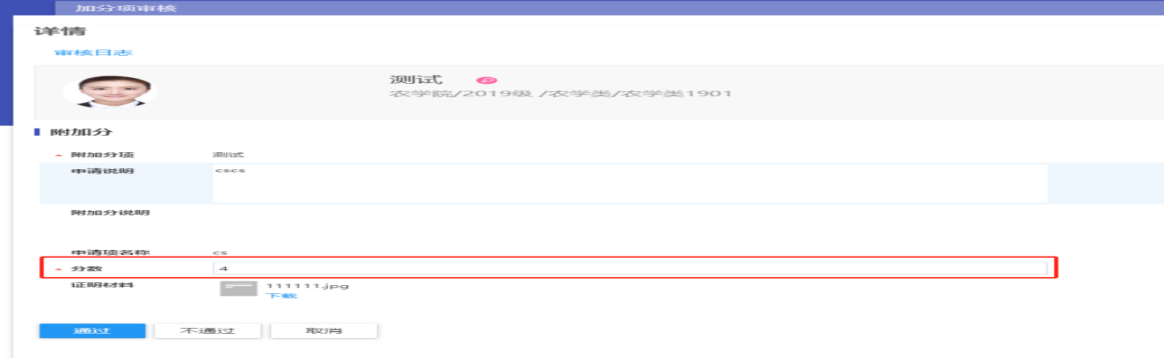 加分项审核
详情
审核日志
测试
农学院/2019级 /农学类/农学类1901
附加分
附加分项 测试
申请说明 cscs
附加分说明
申请项名称 cs
分数 4
证明材料 111111.jpg
下载
通过 不通过 取消